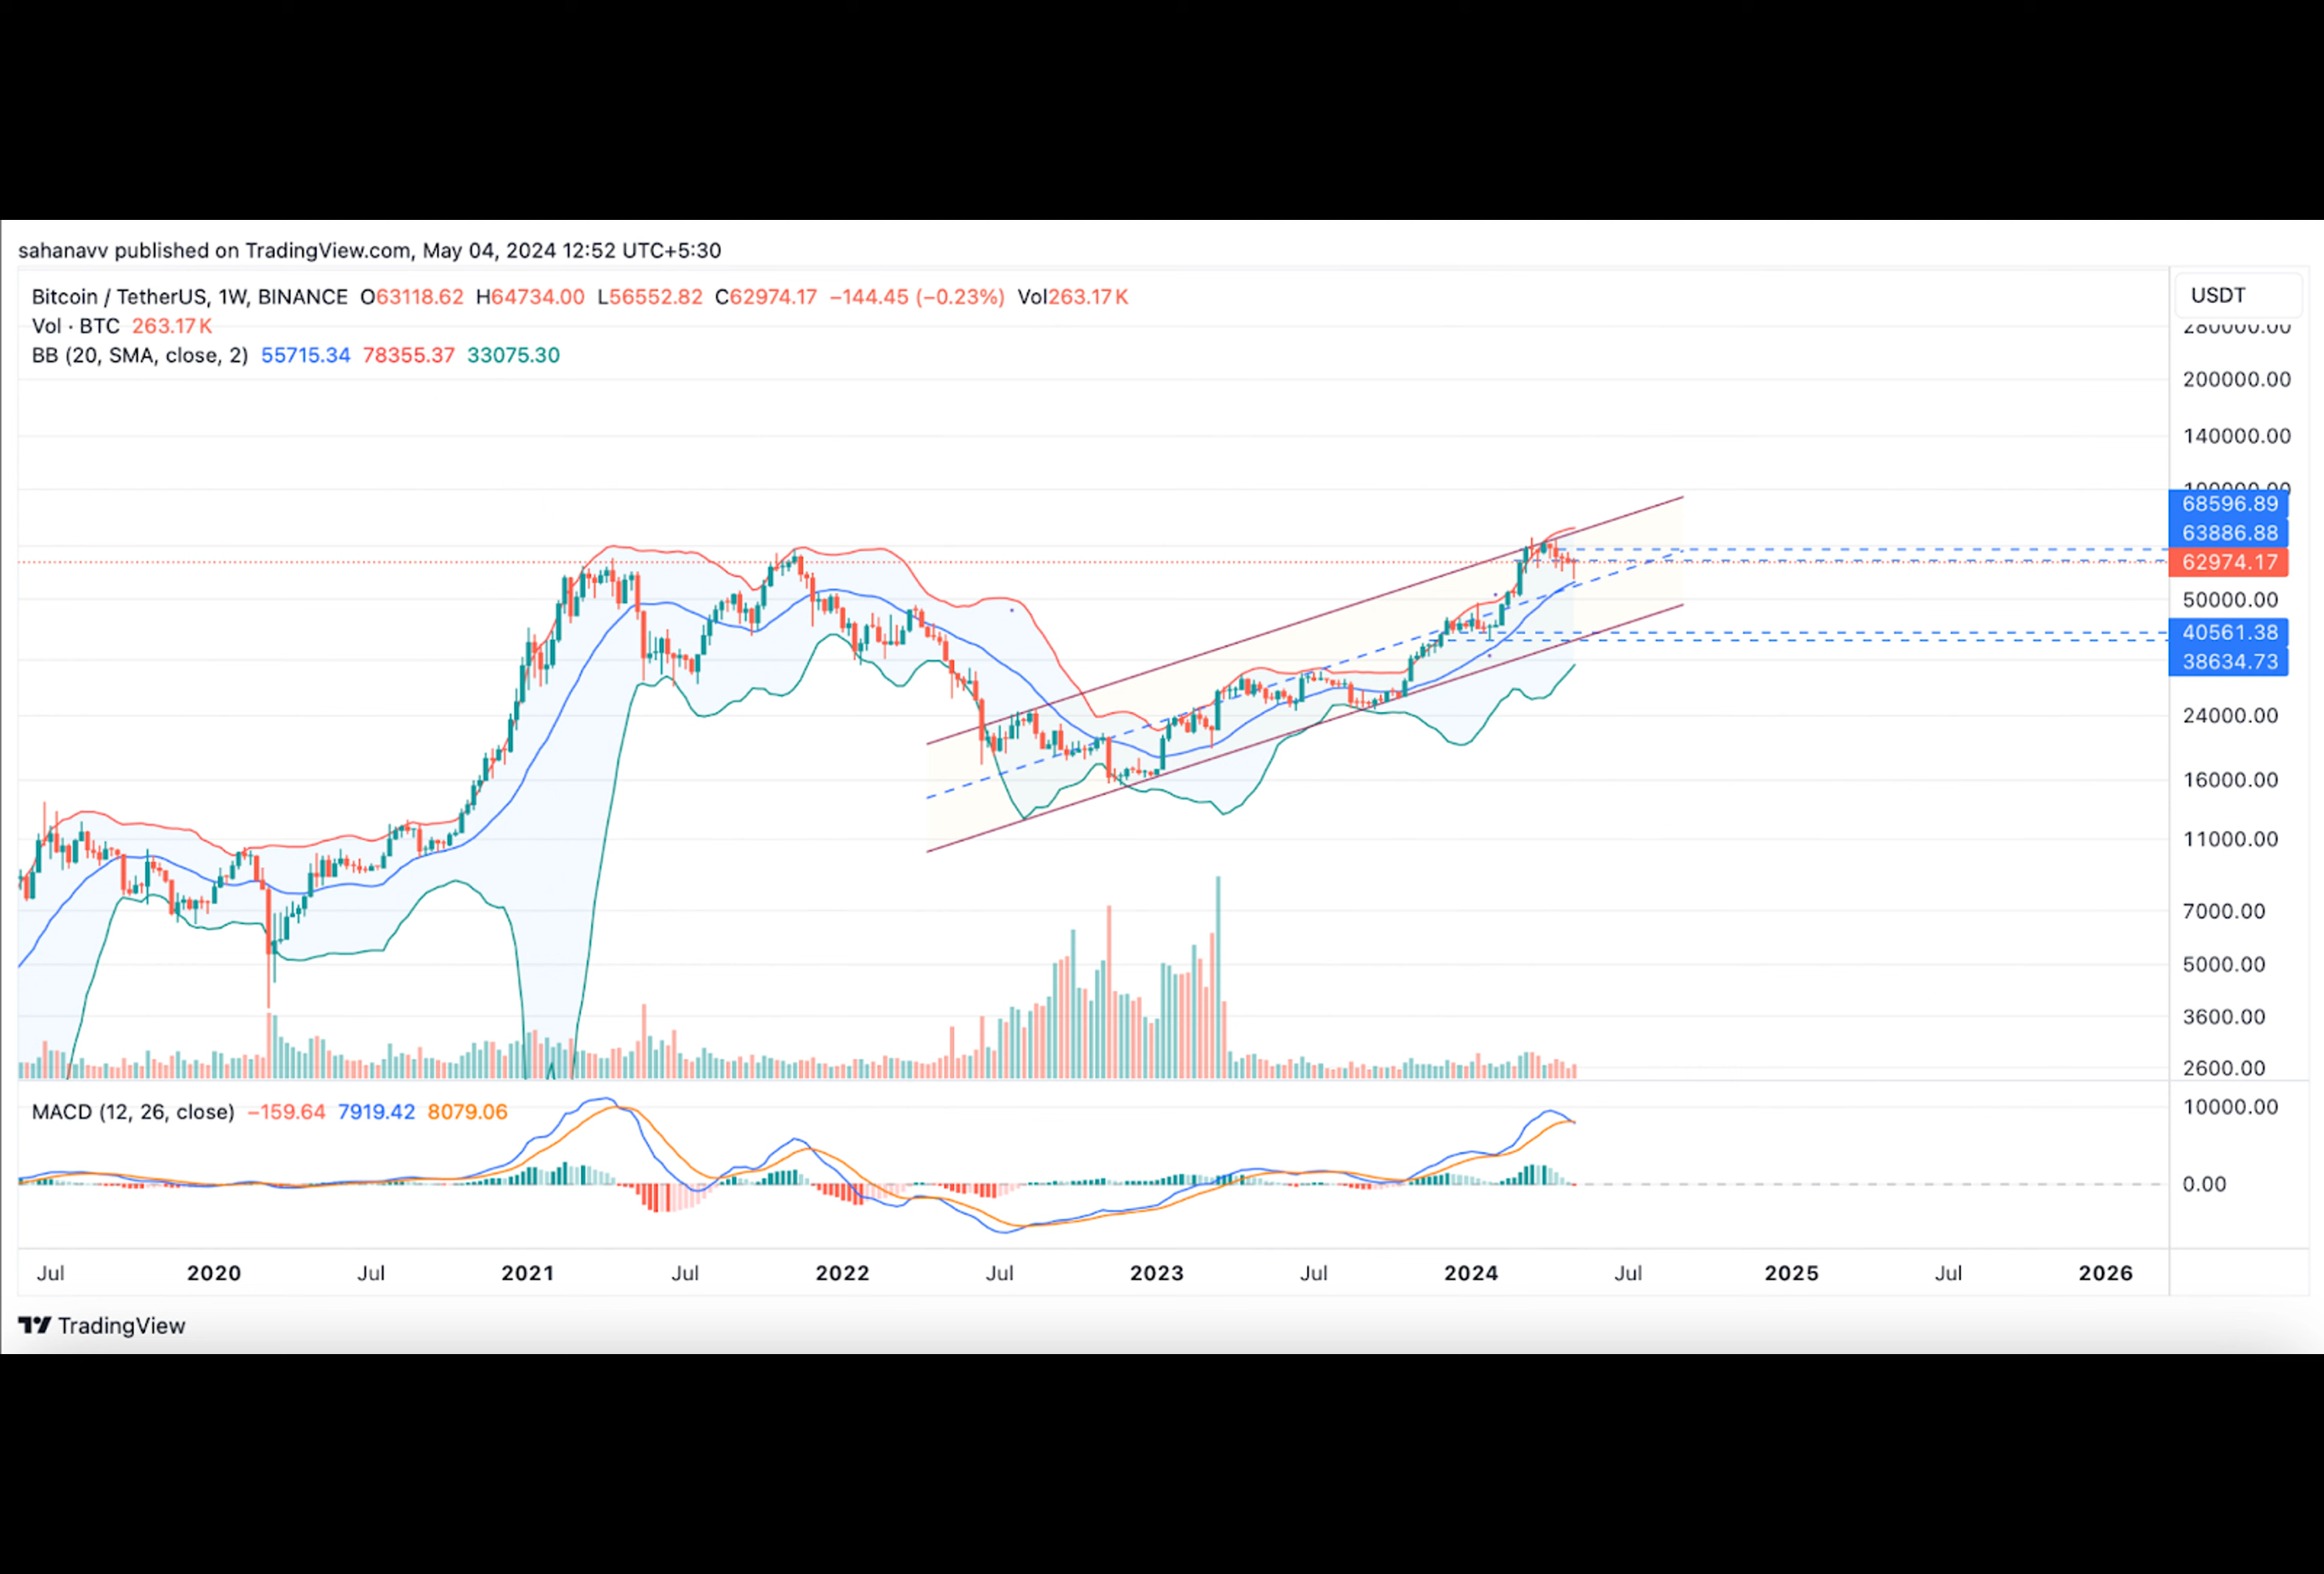 sahanavv published on TradingView.com, May 04, 2024 12:52 UTC+5:30
Bitcoin / TetherUS, 1W, BINANCE O63118.62 H64734.00 L56552.82 C62974.17 −144.45 (−0.23%) Vol263.17K
USDT
Vol · BTC 263.17K
280000.00
BB (20, SMA, close, 2) 55715.34 78355.37 33075.30
200000.00
140000.00
100000.00
68596.89
63886.88
62974.17
50000.00
40561.38
38634.73
24000.00
16000.00
11000.00
7000.00
5000.00
3600.00
2600.00
MACD (12, 26, close) −159.64 7919.42 8079.06
10000.00
0.00
Jul 2020 Jul 2021 Jul 2022 Jul 2023 Jul 2024 Jul 2025 Jul 2026
TradingView